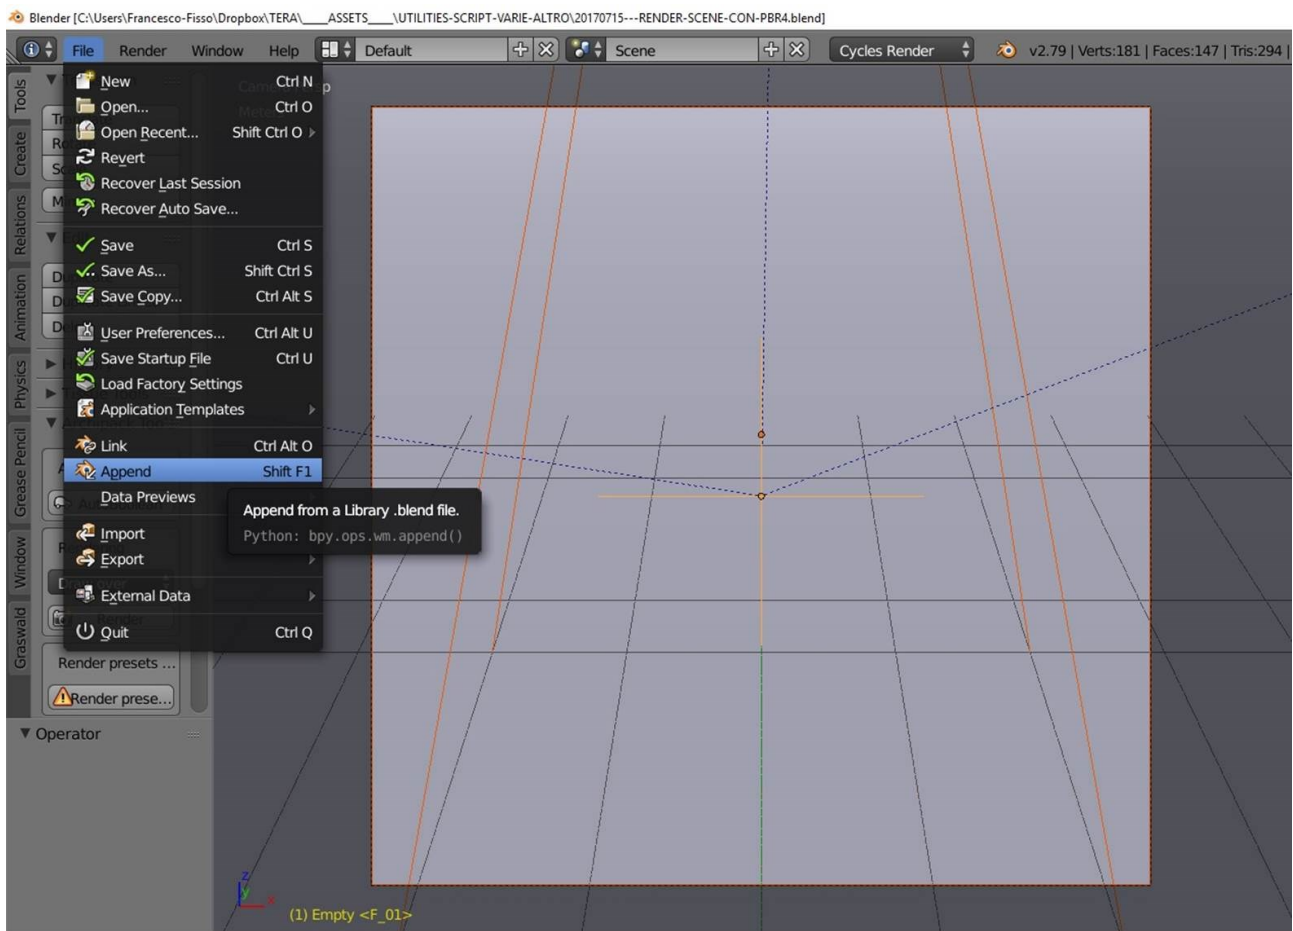 Blender [C:\Users\Francesco-Fisso\Dropbox\TERA\____ASSETS____\UTILITIES-SCRIPT-VARIE-ALTRO\20170715---RENDER-SCENE-CON-PBR4.blend]
File Render Window Help Default Scene Cycles Render v2.79 | Verts:181 | Faces:147 | Tris:294 |
Tools
Create
Relations
Animation
Physics
Grease Pencil
Window
Graswald
New Ctrl N
Open... Ctrl O
Open Recent... Shift Ctrl O
Revert
Recover Last Session
Recover Auto Save...
Save Ctrl S
Save As... Shift Ctrl S
Save Copy... Ctrl Alt S
User Preferences... Ctrl Alt U
Save Startup File Ctrl U
Load Factory Settings
Application Templates
Link Ctrl Alt O
Append Shift F1
Data Previews
Append from a Library .blend file.
Python: bpy.ops.wm.append()
Import
Export
External Data
Quit Ctrl Q
Render presets ...
Render prese...
Operator
z
y
x
(1) Empty <F_01>